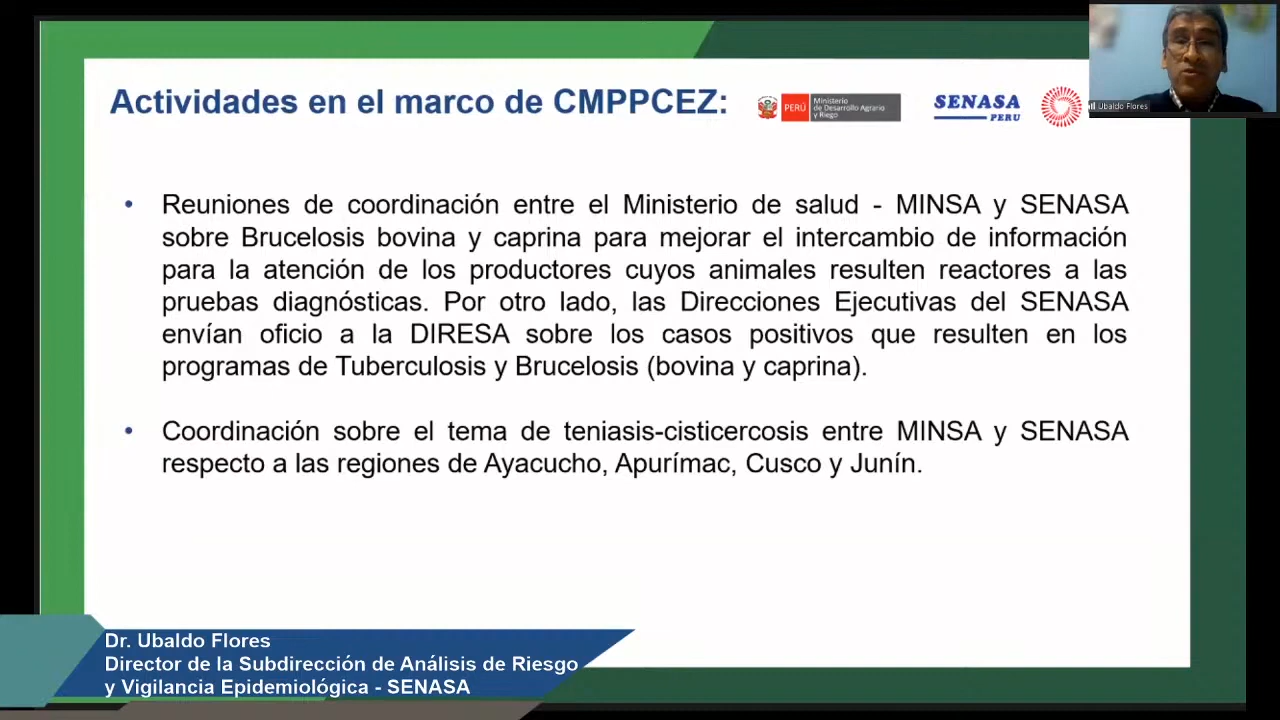 Actividades en el marco de CMPPCEZ:
PERÚ
Ministerio
de Desarrollo Agrario
y Riego
SENASA
PERU
Ubaldo Flores
• Reuniones de coordinación entre el Ministerio de salud - MINSA y SENASA
sobre Brucelosis bovina y caprina para mejorar el intercambio de información
para la atención de los productores cuyos animales resulten reactores a las
pruebas diagnósticas. Por otro lado, las Direcciones Ejecutivas del SENASA
envían oficio a la DIRESA sobre los casos positivos que resulten en los
programas de Tuberculosis y Brucelosis (bovina y caprina).
• Coordinación sobre el tema de teniasis-cisticercosis entre MINSA y SENASA
respecto a las regiones de Ayacucho, Apurímac, Cusco y Junín.
Dr. Ubaldo Flores
Director de la Subdirección de Análisis de Riesgo
y Vigilancia Epidemiológica - SENASA